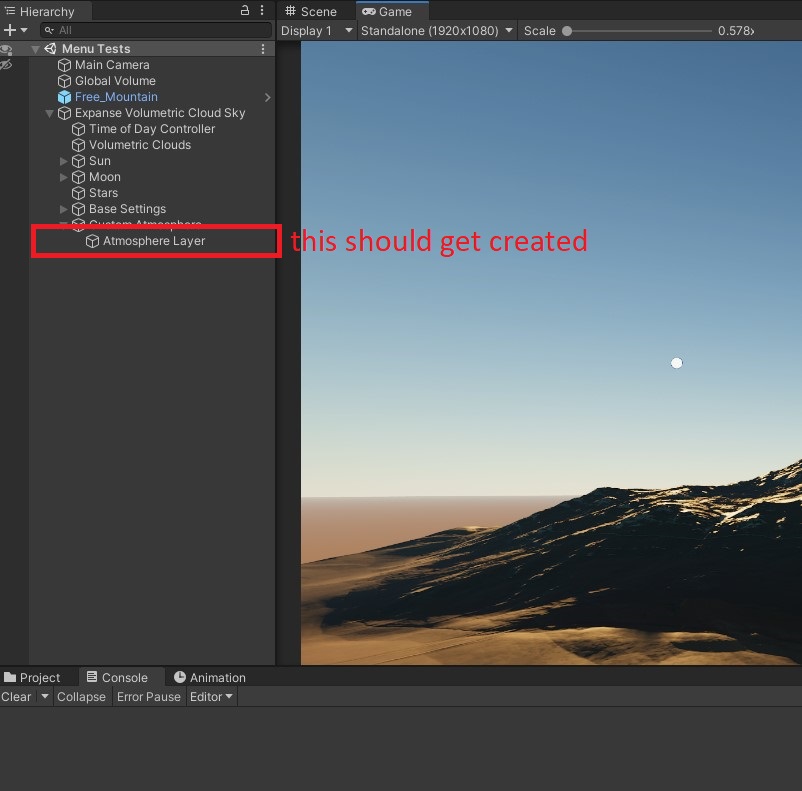 Hierarchy
All
Menu Tests
Main Camera
Global Volume
Free_Mountain
Expanse Volumetric Cloud Sky
Time of Day Controller
Volumetric Clouds
Sun
Moon
Stars
Base Settings
Custom Atmosphere
Atmosphere Layer
this should get created
Scene Game
Display 1 Standalone (1920x1080) Scale 0.578x
Project Console Animation
Clear Collapse Error Pause Editor